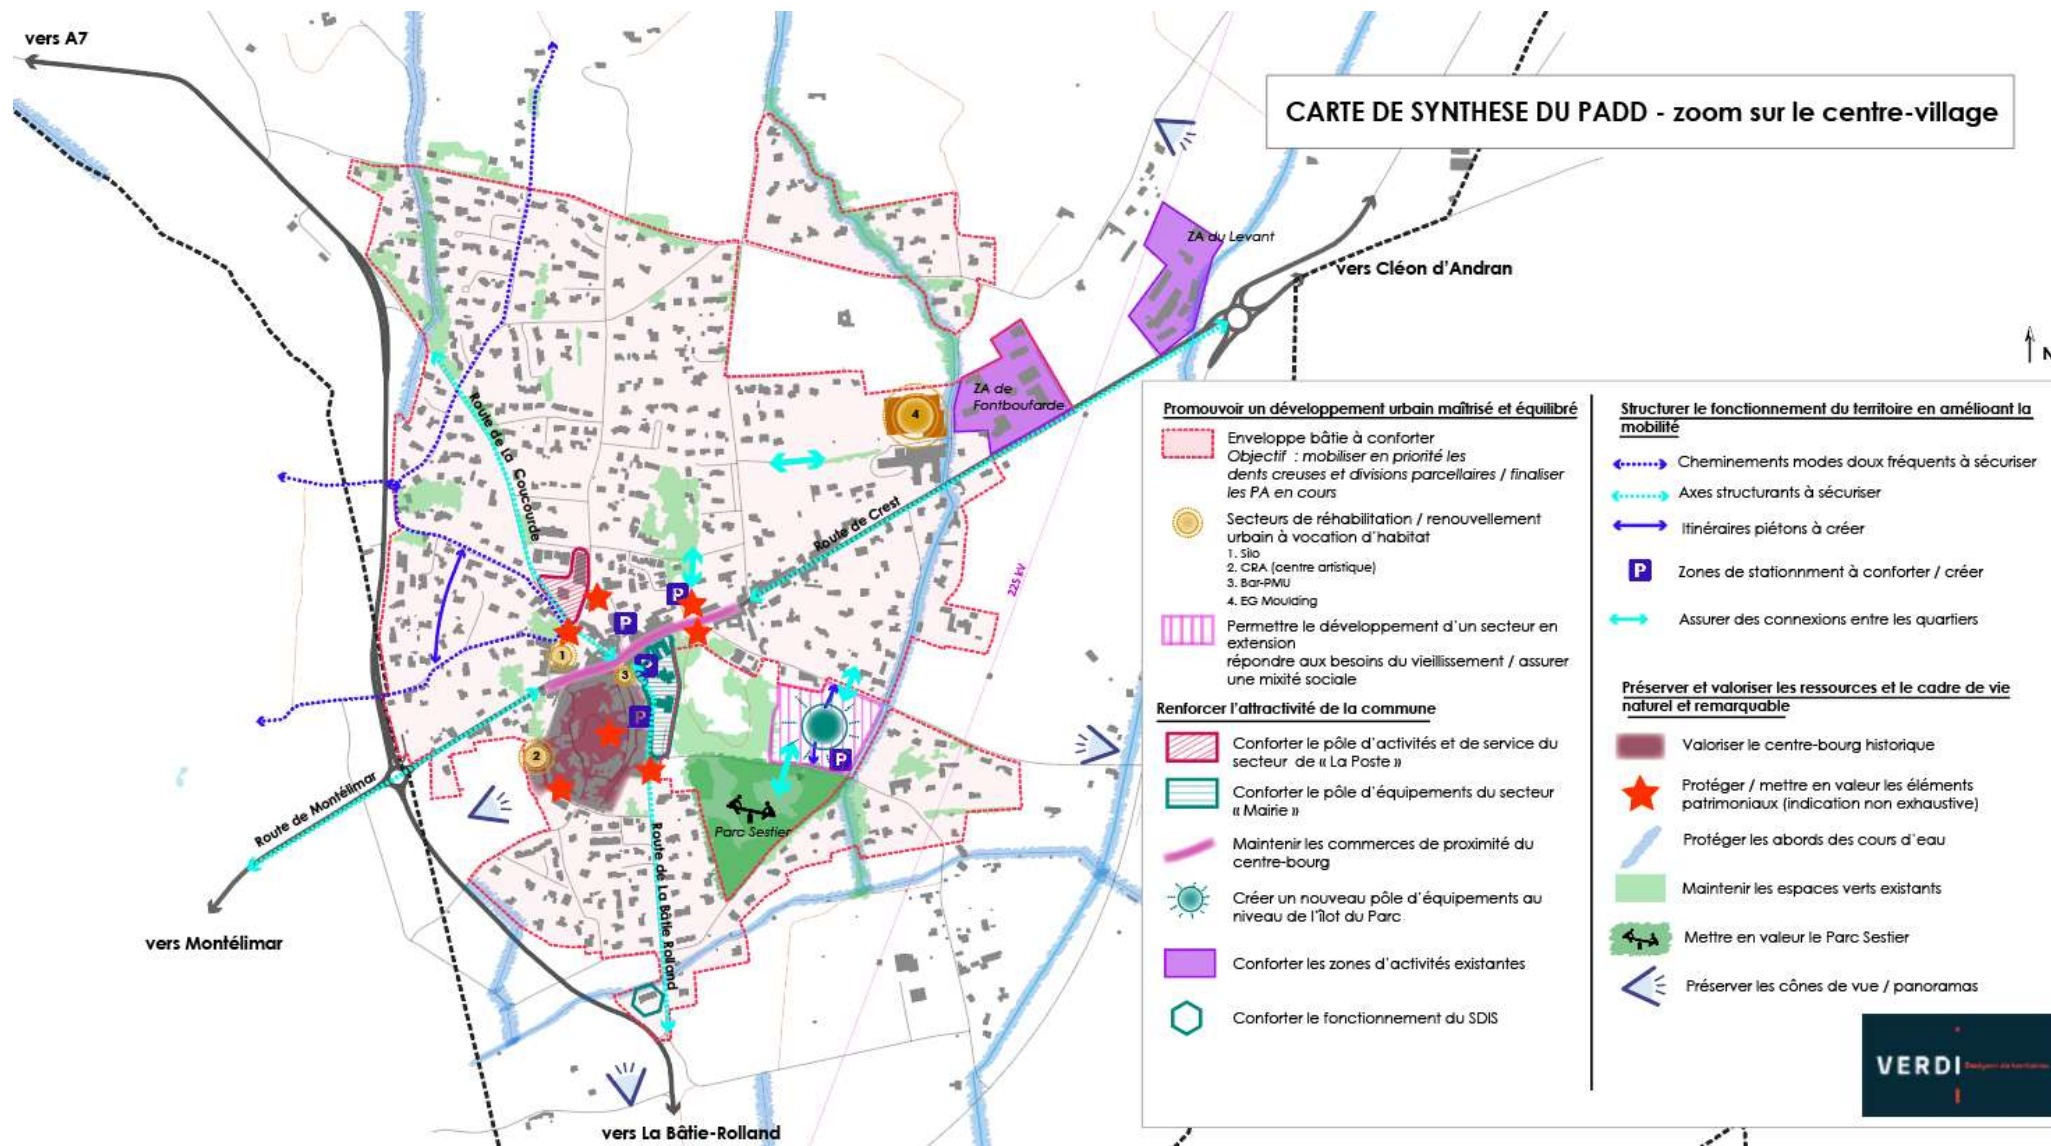 vers A7
CARTE DE SYNTHESE DU PADD - zoom sur le centre-village
ZA du Levant
vers Cléon d'Andran
N
ZA de
Fontboufarde
4
Route de la Coucourde
Route de Crest
225 kV
P
P
P
1
3
P
2
P
Route de Montélimar
Parc Sestier
Route de La Bâtie Rolland
vers Montélimar
vers La Bâtie-Rolland
Promouvoir un développement urbain maîtrisé et équilibré
Enveloppe bâtie à conforter
Objectif : mobiliser en priorité les
dents creuses et divisions parcellaires / finaliser
les PA en cours
Secteurs de réhabilitation / renouvellement
urbain à vocation d'habitat
1. Silo
2. CRA (centre artistique)
3. Bar-PMU
4. EG Moulding
Permettre le développement d'un secteur en
extension
répondre aux besoins du vieillissement / assurer
une mixité sociale
Renforcer l'attractivité de la commune
Conforter le pôle d'activités et de service du
secteur de « La Poste »
Conforter le pôle d'équipements du secteur
« Mairie »
Maintenir les commerces de proximité du
centre-bourg
Créer un nouveau pôle d'équipements au
niveau de l'îlot du Parc
Conforter les zones d'activités existantes
Conforter le fonctionnement du SDIS
Structurer le fonctionnement du territoire en amélioant la
mobilité
Cheminements modes doux fréquents à sécuriser
Axes structurants à sécuriser
Itinéraires piétons à créer
P
Zones de stationnment à conforter / créer
Assurer des connexions entre les quartiers
Préserver et valoriser les ressources et le cadre de vie
naturel et remarquable
Valoriser le centre-bourg historique
Protéger / mettre en valeur les éléments
patrimoniaux (indication non exhaustive)
Protéger les abords des cours d'eau
Maintenir les espaces verts existants
Mettre en valeur le Parc Sestier
Préserver les cônes de vue / panoramas
VERDI